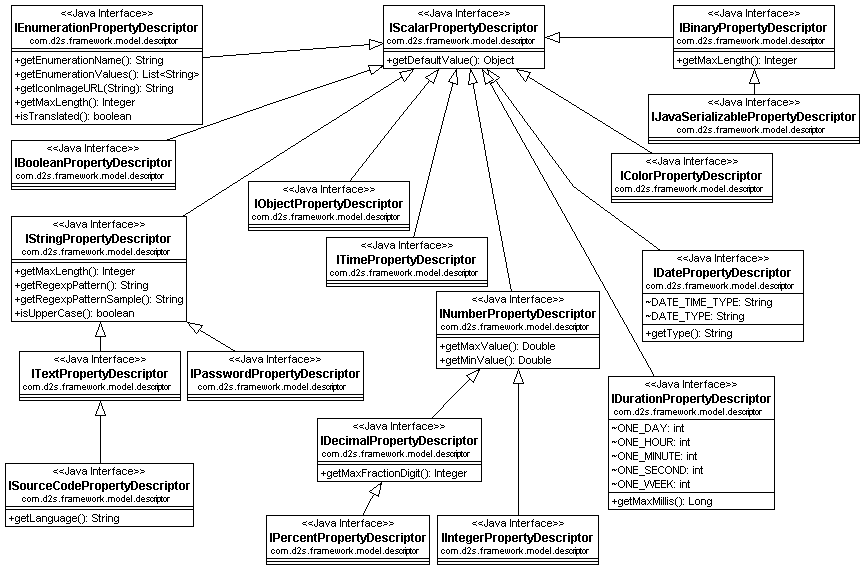 <<Java Interface>>
IEnumerationPropertyDescriptor
com.d2s.framework.model.descriptor
+getEnumerationName(): String
+getEnumerationValues(): List<String>
+getIconImageURL(String): String
+getMaxLength(): Integer
+isTranslated(): boolean
<<Java Interface>>
IScalarPropertyDescriptor
com.d2s.framework.model.descriptor
+getDefaultValue(): Object
<<Java Interface>>
IBinaryPropertyDescriptor
com.d2s.framework.model.descriptor
+getMaxLength(): Integer
<<Java Interface>>
IJavaSerializablePropertyDescriptor
com.d2s.framework.model.descriptor
<<Java Interface>>
IBooleanPropertyDescriptor
com.d2s.framework.model.descriptor
<<Java Interface>>
IColorPropertyDescriptor
com.d2s.framework.model.descriptor
<<Java Interface>>
IObjectPropertyDescriptor
com.d2s.framework.model.descriptor
<<Java Interface>>
IStringPropertyDescriptor
com.d2s.framework.model.descriptor
+getMaxLength(): Integer
+getRegexpPattern(): String
+getRegexpPatternSample(): String
+isUpperCase(): boolean
<<Java Interface>>
ITimePropertyDescriptor
com.d2s.framework.model.descriptor
<<Java Interface>>
IDatePropertyDescriptor
com.d2s.framework.model.descriptor
~DATE_TIME_TYPE: String
~DATE_TYPE: String
+getType(): String
<<Java Interface>>
INumberPropertyDescriptor
com.d2s.framework.model.descriptor
+getMaxValue(): Double
+getMinValue(): Double
<<Java Interface>>
ITextPropertyDescriptor
com.d2s.framework.model.descriptor
<<Java Interface>>
IPasswordPropertyDescriptor
com.d2s.framework.model.descriptor
<<Java Interface>>
IDurationPropertyDescriptor
com.d2s.framework.model.descriptor
~ONE_DAY: int
~ONE_HOUR: int
~ONE_MINUTE: int
~ONE_SECOND: int
~ONE_WEEK: int
+getMaxMillis(): Long
<<Java Interface>>
IDecimalPropertyDescriptor
com.d2s.framework.model.descriptor
+getMaxFractionDigit(): Integer
<<Java Interface>>
ISourceCodePropertyDescriptor
com.d2s.framework.model.descriptor
+getLanguage(): String
<<Java Interface>>
IPercentPropertyDescriptor
com.d2s.framework.model.descriptor
<<Java Interface>>
IIntegerPropertyDescriptor
com.d2s.framework.model.descriptor